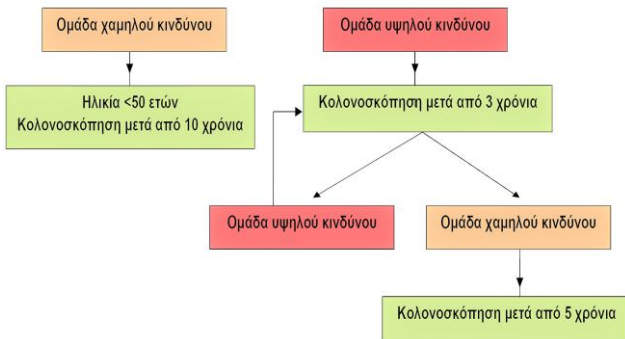 Ομάδα χαμηλού κινδύνου
Ομάδα υψηλού κινδύνου
Ηλικία <50 ετών
Κολονοσκόπηση μετά από 10 χρόνια
Κολονοσκόπηση μετά από 3 χρόνια
Ομάδα υψηλού κινδύνου
Ομάδα χαμηλού κινδύνου
Κολονοσκόπηση μετά από 5 χρόνια